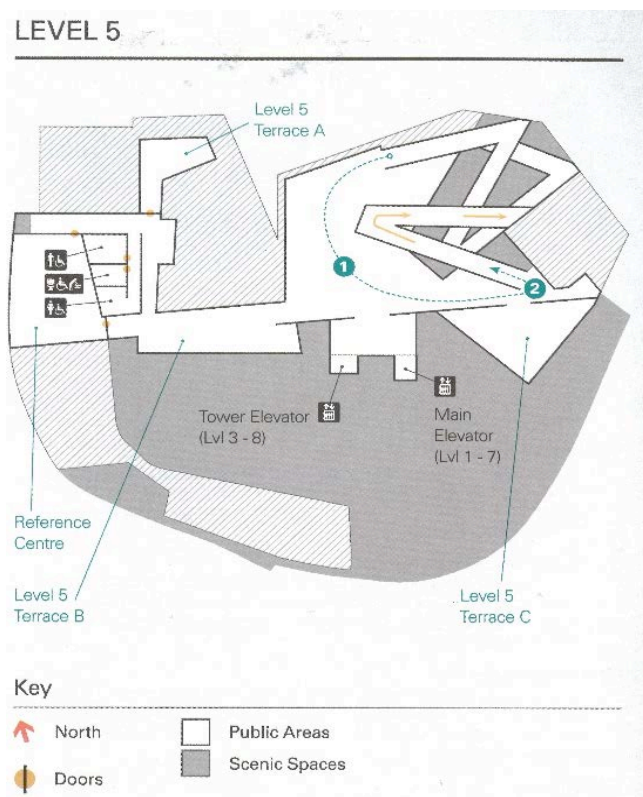 LEVEL 5
Level 5
Terrace A
1
2
Tower Elevator
(Lvl 3 - 8)
Main
Elevator
(Lvl 1 - 7)
Reference
Centre
Level 5
Terrace B
Level 5
Terrace C
Key
North
Public Areas
Doors
Scenic Spaces